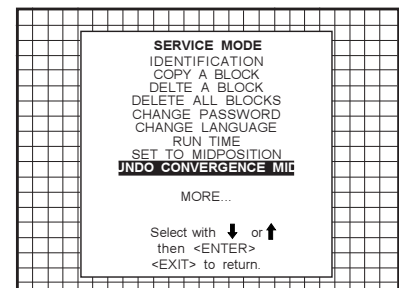 SERVICE MODE
IDENTIFICATION
COPY A BLOCK
DELTE A BLOCK
DELETE ALL BLOCKS
CHANGE PASSWORD
CHANGE LANGUAGE
RUN TIME
SET TO MIDPOSITION
UNDO CONVERGENCE MID
MORE...
Select with or
then <ENTER>
<EXIT> to return.